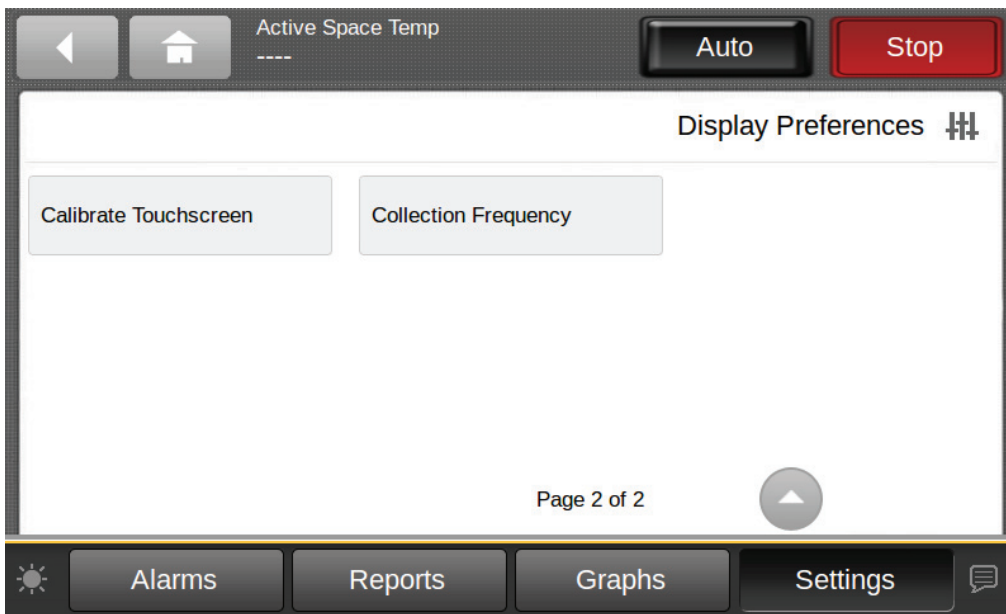 Active Space Temp
----
Auto
Stop
Display Preferences
Calibrate Touchscreen
Collection Frequency
Page 2 of 2
Alarms
Reports
Graphs
Settings